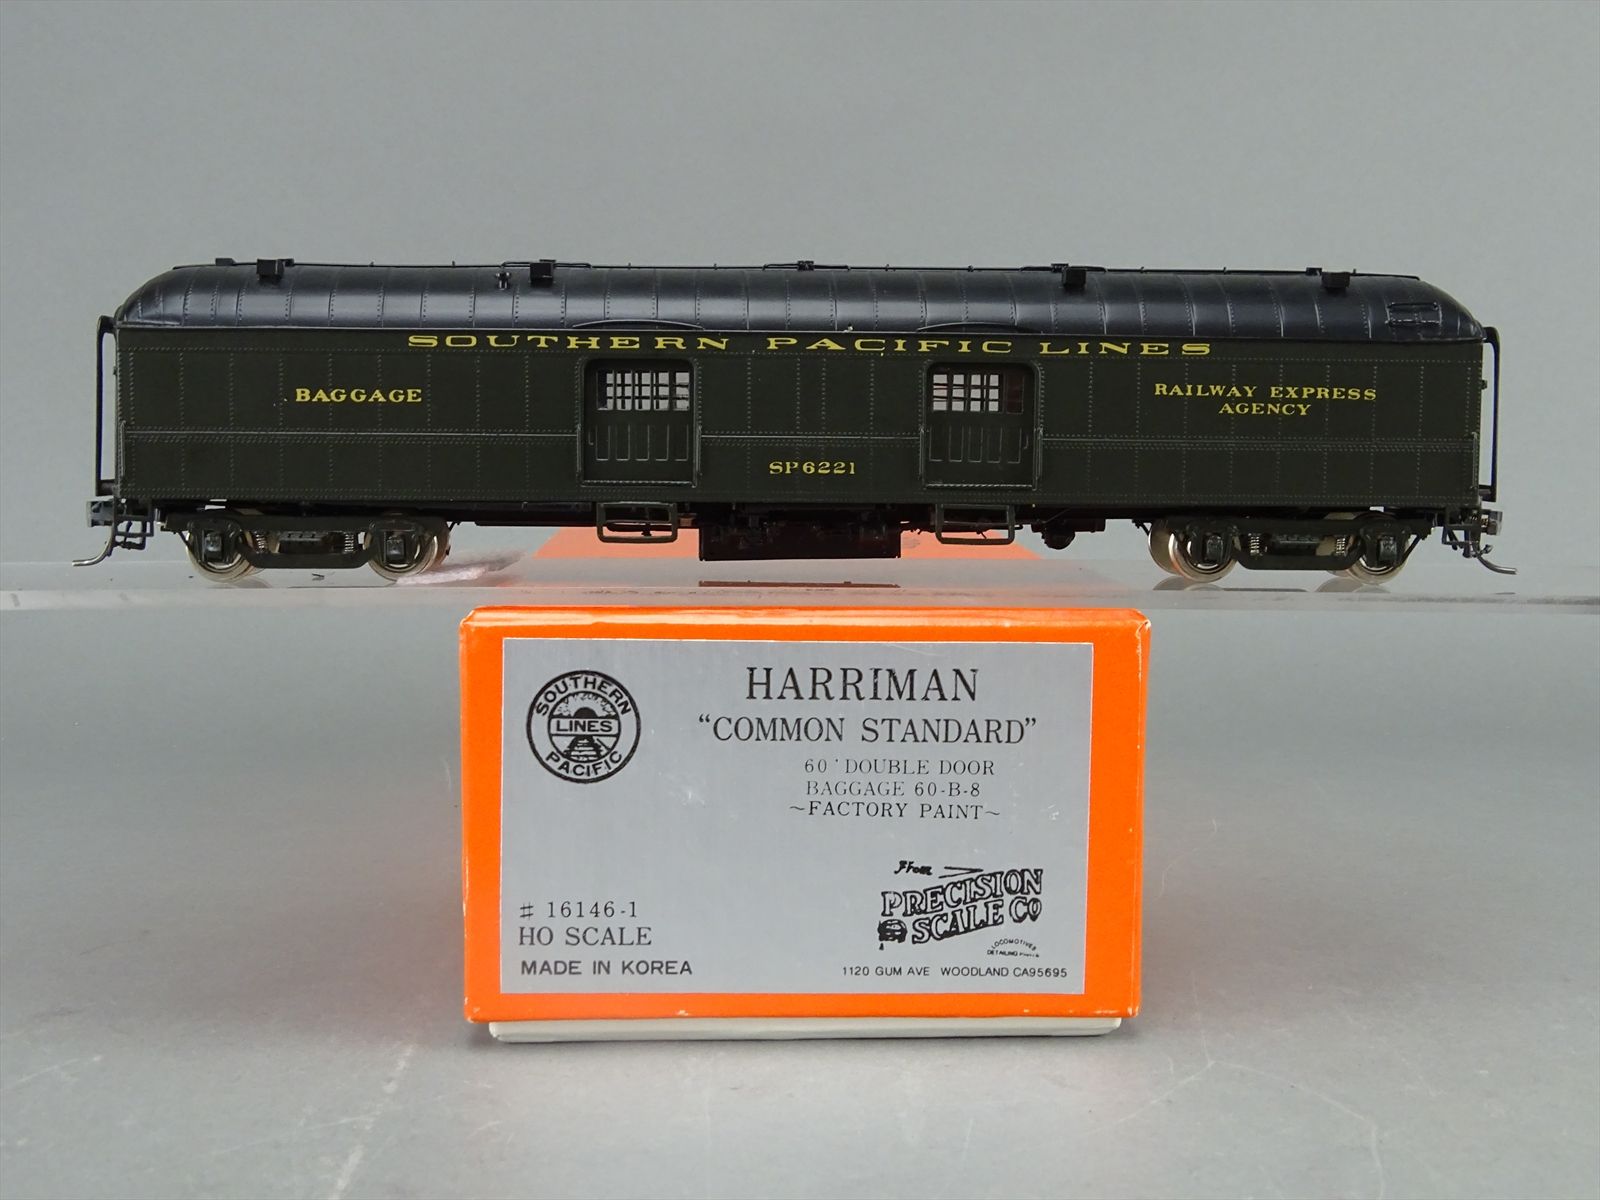 SOUTHERN PACIFIC LINES
BAGGAGE
RAILWAY EXPRESS
AGENCY
SP6221
SOUTHERN
LINES
PACIFIC
HARRIMAN
“COMMON STANDARD”
60 ' DOUBLE DOOR
BAGGAGE 60-B-8
~FACTORY PAINT~
From
PRECISION
SCALE CO
LOCOMOTIVES
# 16146-1
HO SCALE
MADE IN KOREA
1120 GUM AVE WOODLAND CA95695